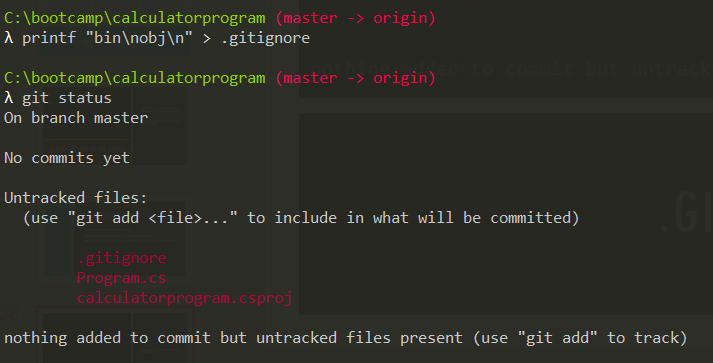 C:\bootcamp\calculatorprogram (master -> origin)
λ printf "bin\nobj\n" > .gitignore
C:\bootcamp\calculatorprogram (master -> origin)
λ git status
On branch master
No commits yet
Untracked files:
(use "git add <file>..." to include in what will be committed)
.gitignore
Program.cs
calculatorprogram.csproj
nothing added to commit but untracked files present (use "git add" to track)